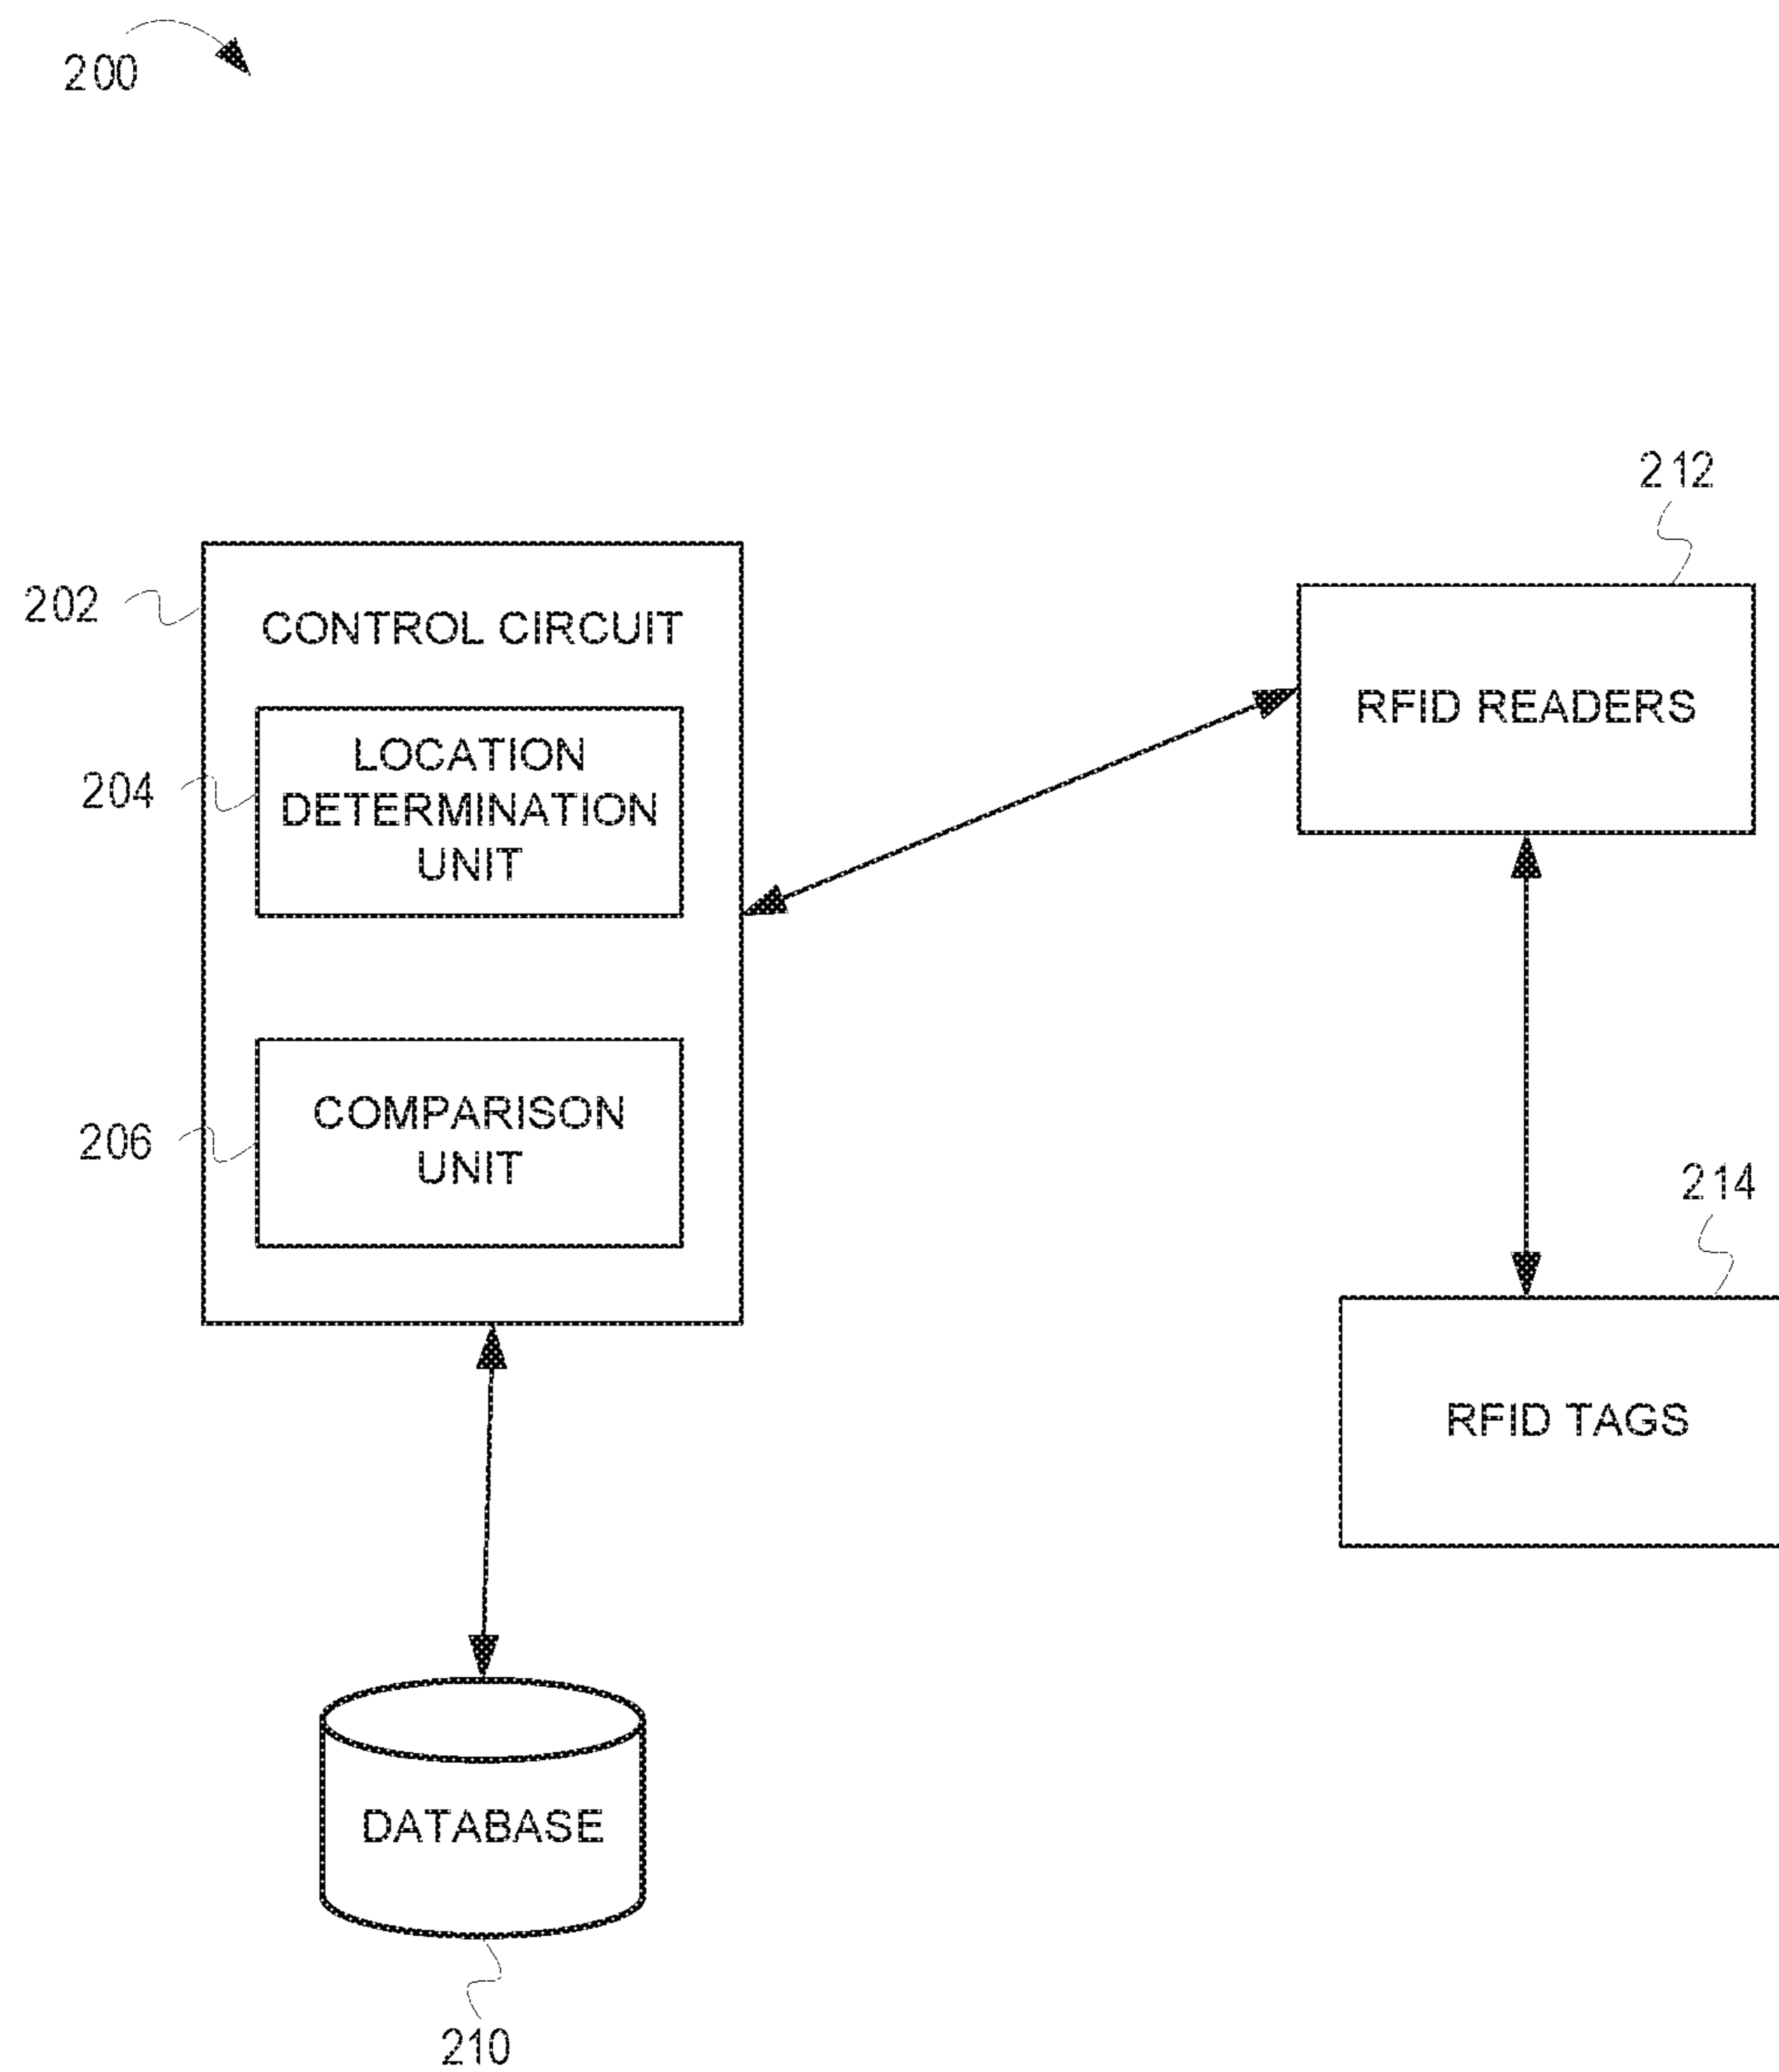 200
212
202
CONTROL CIRCUIT
RFID READERS
204
LOCATION
DETERMINATION
UNIT
206
COMPARISON
UNIT
214
RFID TAGS
DATABASE
210